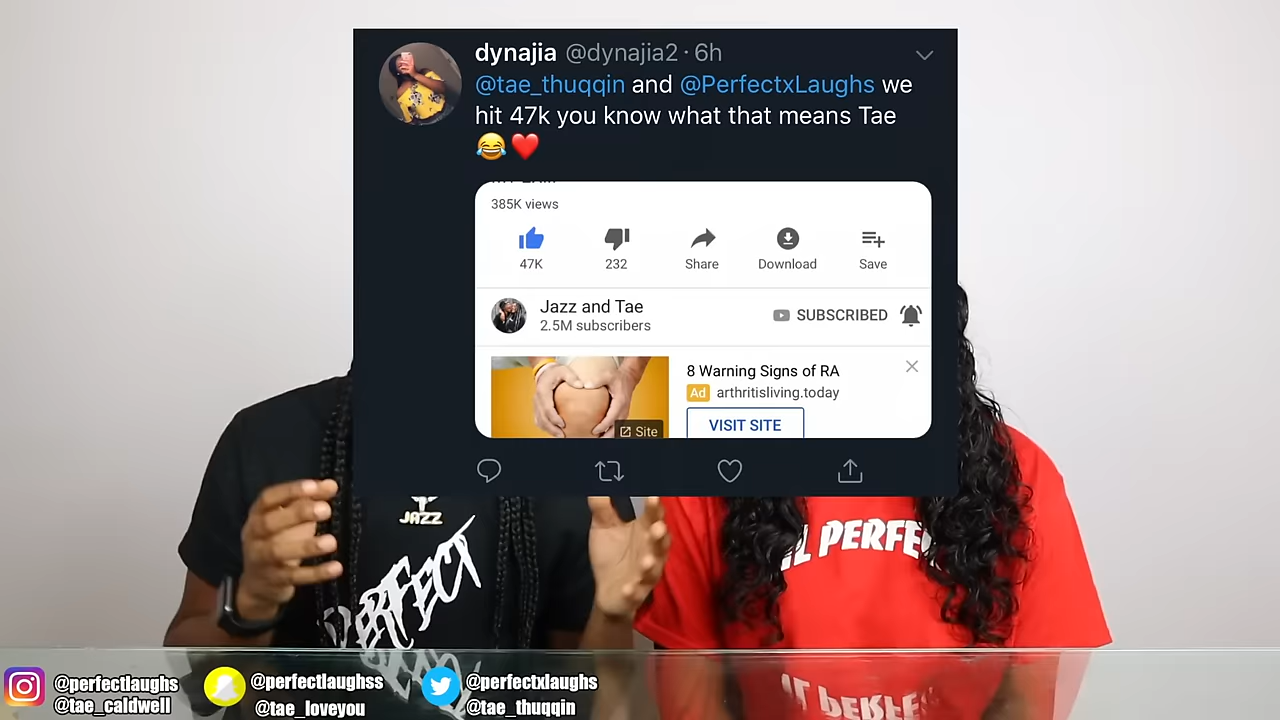 dynajia @dynajia2 · 6h
@tae_thuqqin and @PerfectxLaughs we
hit 47k you know what that means Tae
😂❤️
385K views
47K
232
Share
Download
Save
Jazz and Tae
2.5M subscribers
SUBSCRIBED
8 Warning Signs of RA
Ad arthritisliving.today
VISIT SITE
Site
JAZZ
PERFECT
PERFE
@perfectlaughs
@tae_caldwell
@perfectlaughss
@tae_loveyou
@perfectxlaughs
@tae_thuqqin